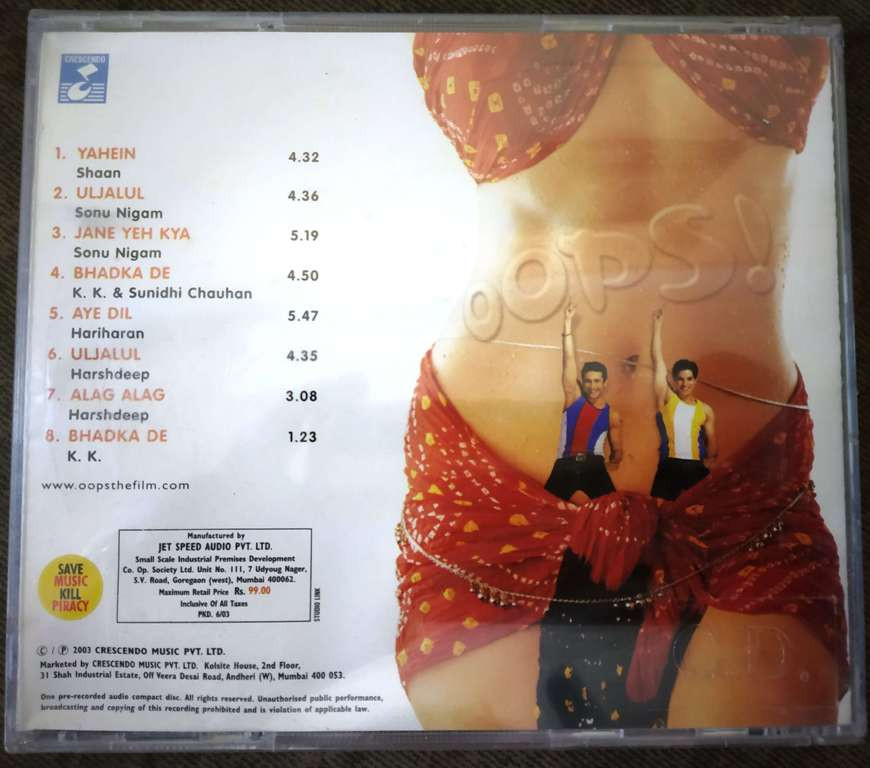 CRESCENDO
1. YAHEIN 4.32
Shaan
2. ULJALUL 4.36
Sonu Nigam
3. JANE YEH KYA 5.19
Sonu Nigam
4. BHADKA DE 4.50
K. K. & Sunidhi Chauhan
5. AYE DIL 5.47
Hariharan
6. ULJALUL 4.35
Harshdeep
7. ALAG ALAG 3.08
Harshdeep
8. BHADKA DE 1.23
K. K.
www.oopsthefilm.com
OOPS!
SAVE
MUSIC
KILL
PIRACY
Manufactured by
JET SPEED AUDIO PVT. LTD.
Small Scale Industrial Premises Development
Co. Op. Society Ltd. Unit No. 111, 7 Udyoug Nager,
S.V. Road, Goregaon (west), Mumbai 400062.
Maximum Retail Price Rs. 99.00
Inclusive Of All Taxes
PKD. 6/03
STUDIO LINK
© / ℗ 2003 CRESCENDO MUSIC PVT. LTD.
Marketed by CRESCENDO MUSIC PVT. LTD. Kolsite House, 2nd Floor,
31 Shah Industrial Estate, Off Veera Desai Road, Andheri (W), Mumbai 400 053.
One pre-recorded audio compact disc. All rights reserved. Unauthorised public performance,
broadcasting and copying of this recording prohibited and is violation of applicable law.